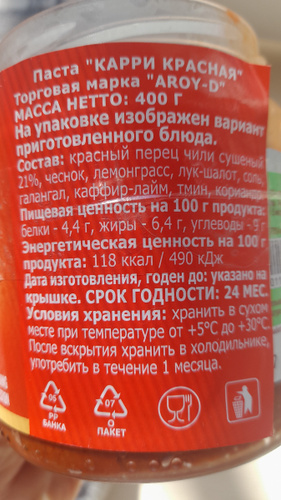 Паста "КАРРИ КРАСНАЯ"
Торговая марка "AROY-D"
МАССА НЕТТО: 400 Г
На упаковке изображен вариант
приготовленного блюда.
Состав: красный перец чили сушеный
21%, чеснок, лемонграсс, лук-шалот, соль,
галангал, каффир-лайм, тмин, кориандр
Пищевая ценность на 100 г продукта:
белки - 4,4 г, жиры - 6,4 г, углеводы - 9 г
Энергетическая ценность на 100 г
продукта: 118 ккал / 490 кДж
Дата изготовления, годен до: указано на
крышке. СРОК ГОДНОСТИ: 24 МЕС.
Условия хранения: хранить в сухом
месте при температуре от +5°С до +30°С
После вскрытия хранить в холодильнике,
употребить в течение 1 месяца.
05
PP
БАНКА
07
O
ПАКЕТ